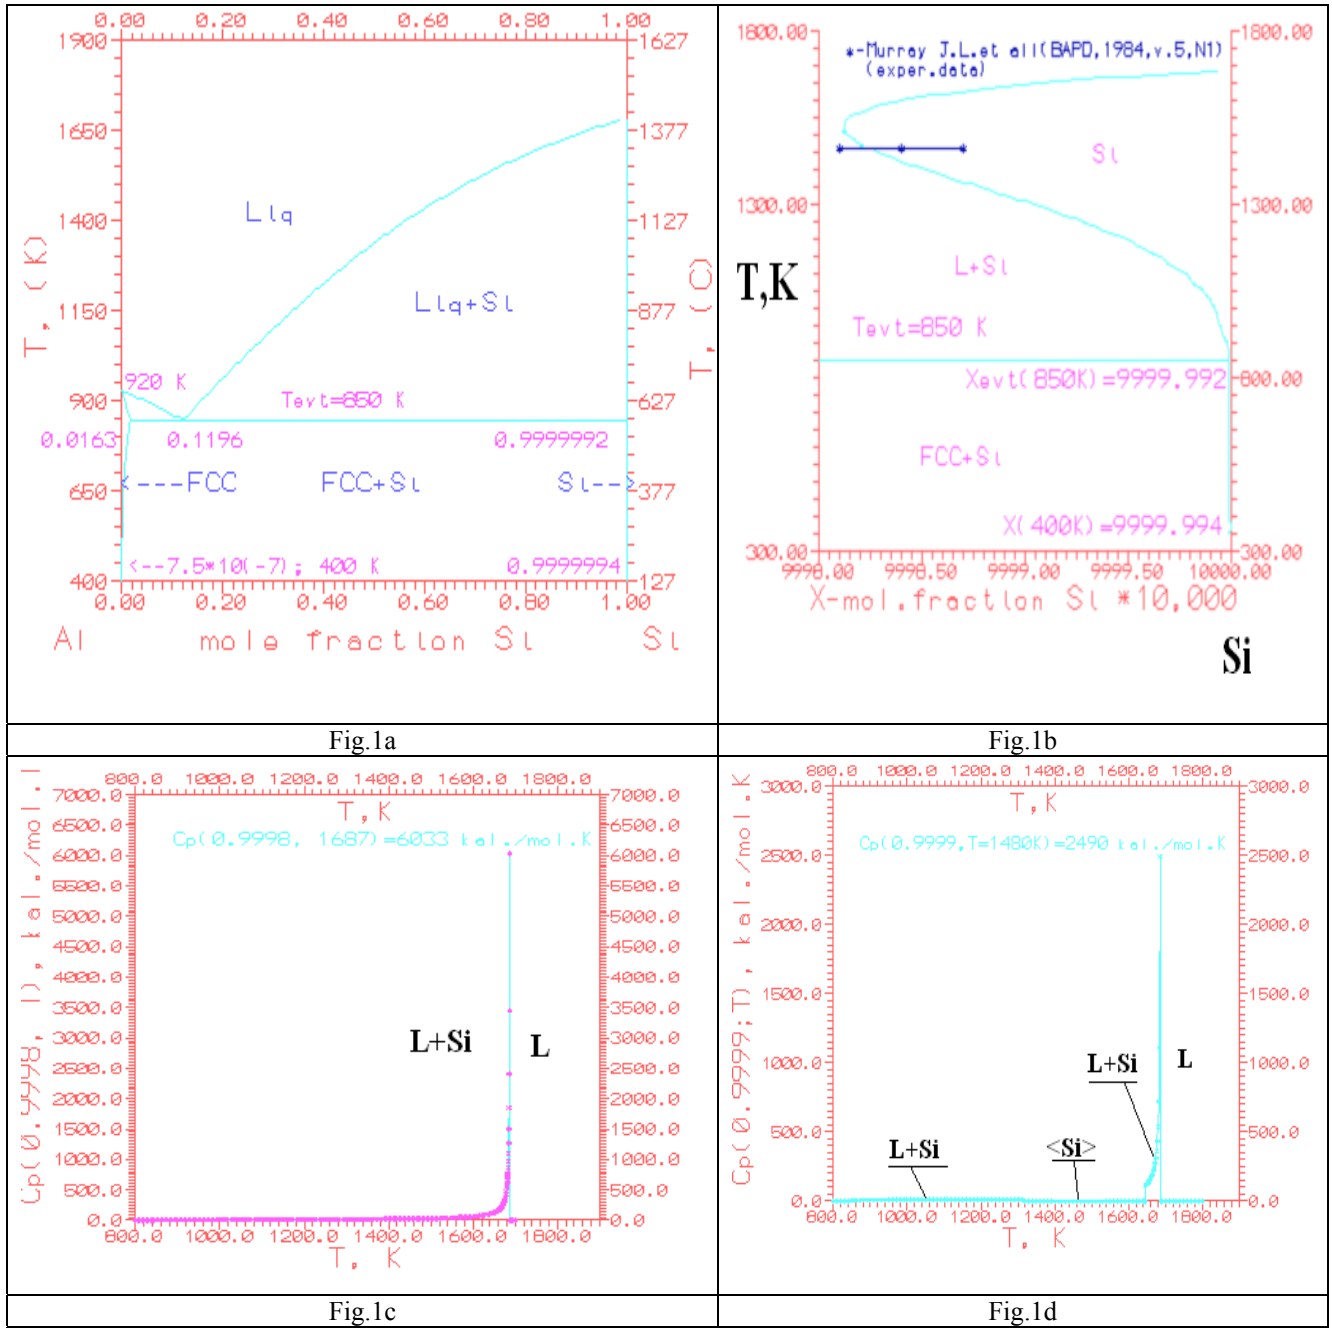 0.00 0.20 0.40 0.60 0.80 1.00
1900 1627
1650 1377
Liq
1400 1127
T, (K)
T, (C)
Liq+Si
1150 877
920 K
Tevt=850 K
900 627
0.0163 0.1196 0.9999992
<---FCC FCC+Si Si-->
650 377
<--7.5*10(-7); 400 K 0.9999994
400 127
0.00 0.20 0.40 0.60 0.80 1.00
Al mole fraction Si Si
Fig.1a
1800.00 1800.00
*-Murray J.L.et all(BAPD,1984,v.5,N1)
(exper.data)
Si
1300.00 1300.00
T,K
L+Si
Tevt=850 K
Xevt(850K)=9999.992
800.00
FCC+Si
X(400K)=9999.994
300.00 300.00
9998.00 9998.50 9999.00 9999.50 10000.00
X-mol.fraction Si *10,000
Si
Fig.1b
800.0 1000.0 1200.0 1400.0 1600.0 1800.0
7000.0 7000.0
T, K
6500.0 6500.0
Cp(0.9998, 1687)=6033 kal./mol.K
6000.0 6000.0
5500.0 5500.0
5000.0 5000.0
4500.0 4500.0
4000.0 4000.0
3500.0 3500.0
3000.0 3000.0
L+Si L
2500.0 2500.0
2000.0 2000.0
1500.0 1500.0
1000.0 1000.0
500.0 500.0
0.0 0.0
800.0 1000.0 1200.0 1400.0 1600.0 1800.0
T, K
Fig.1c
800.0 1000.0 1200.0 1400.0 1600.0 1800.0
3000.0 3000.0
T, K
Cp(0.9999,T=1480K)=2490 kal./mol.K
2500.0 2500.0
2000.0 2000.0
Cp(0.9999;T), kal./mol.K
1500.0 1500.0
1000.0 1000.0
L+Si L
500.0 500.0
L+Si <Si>
0.0 0.0
800.0 1000.0 1200.0 1400.0 1600.0 1800.0
T, K
Fig.1d